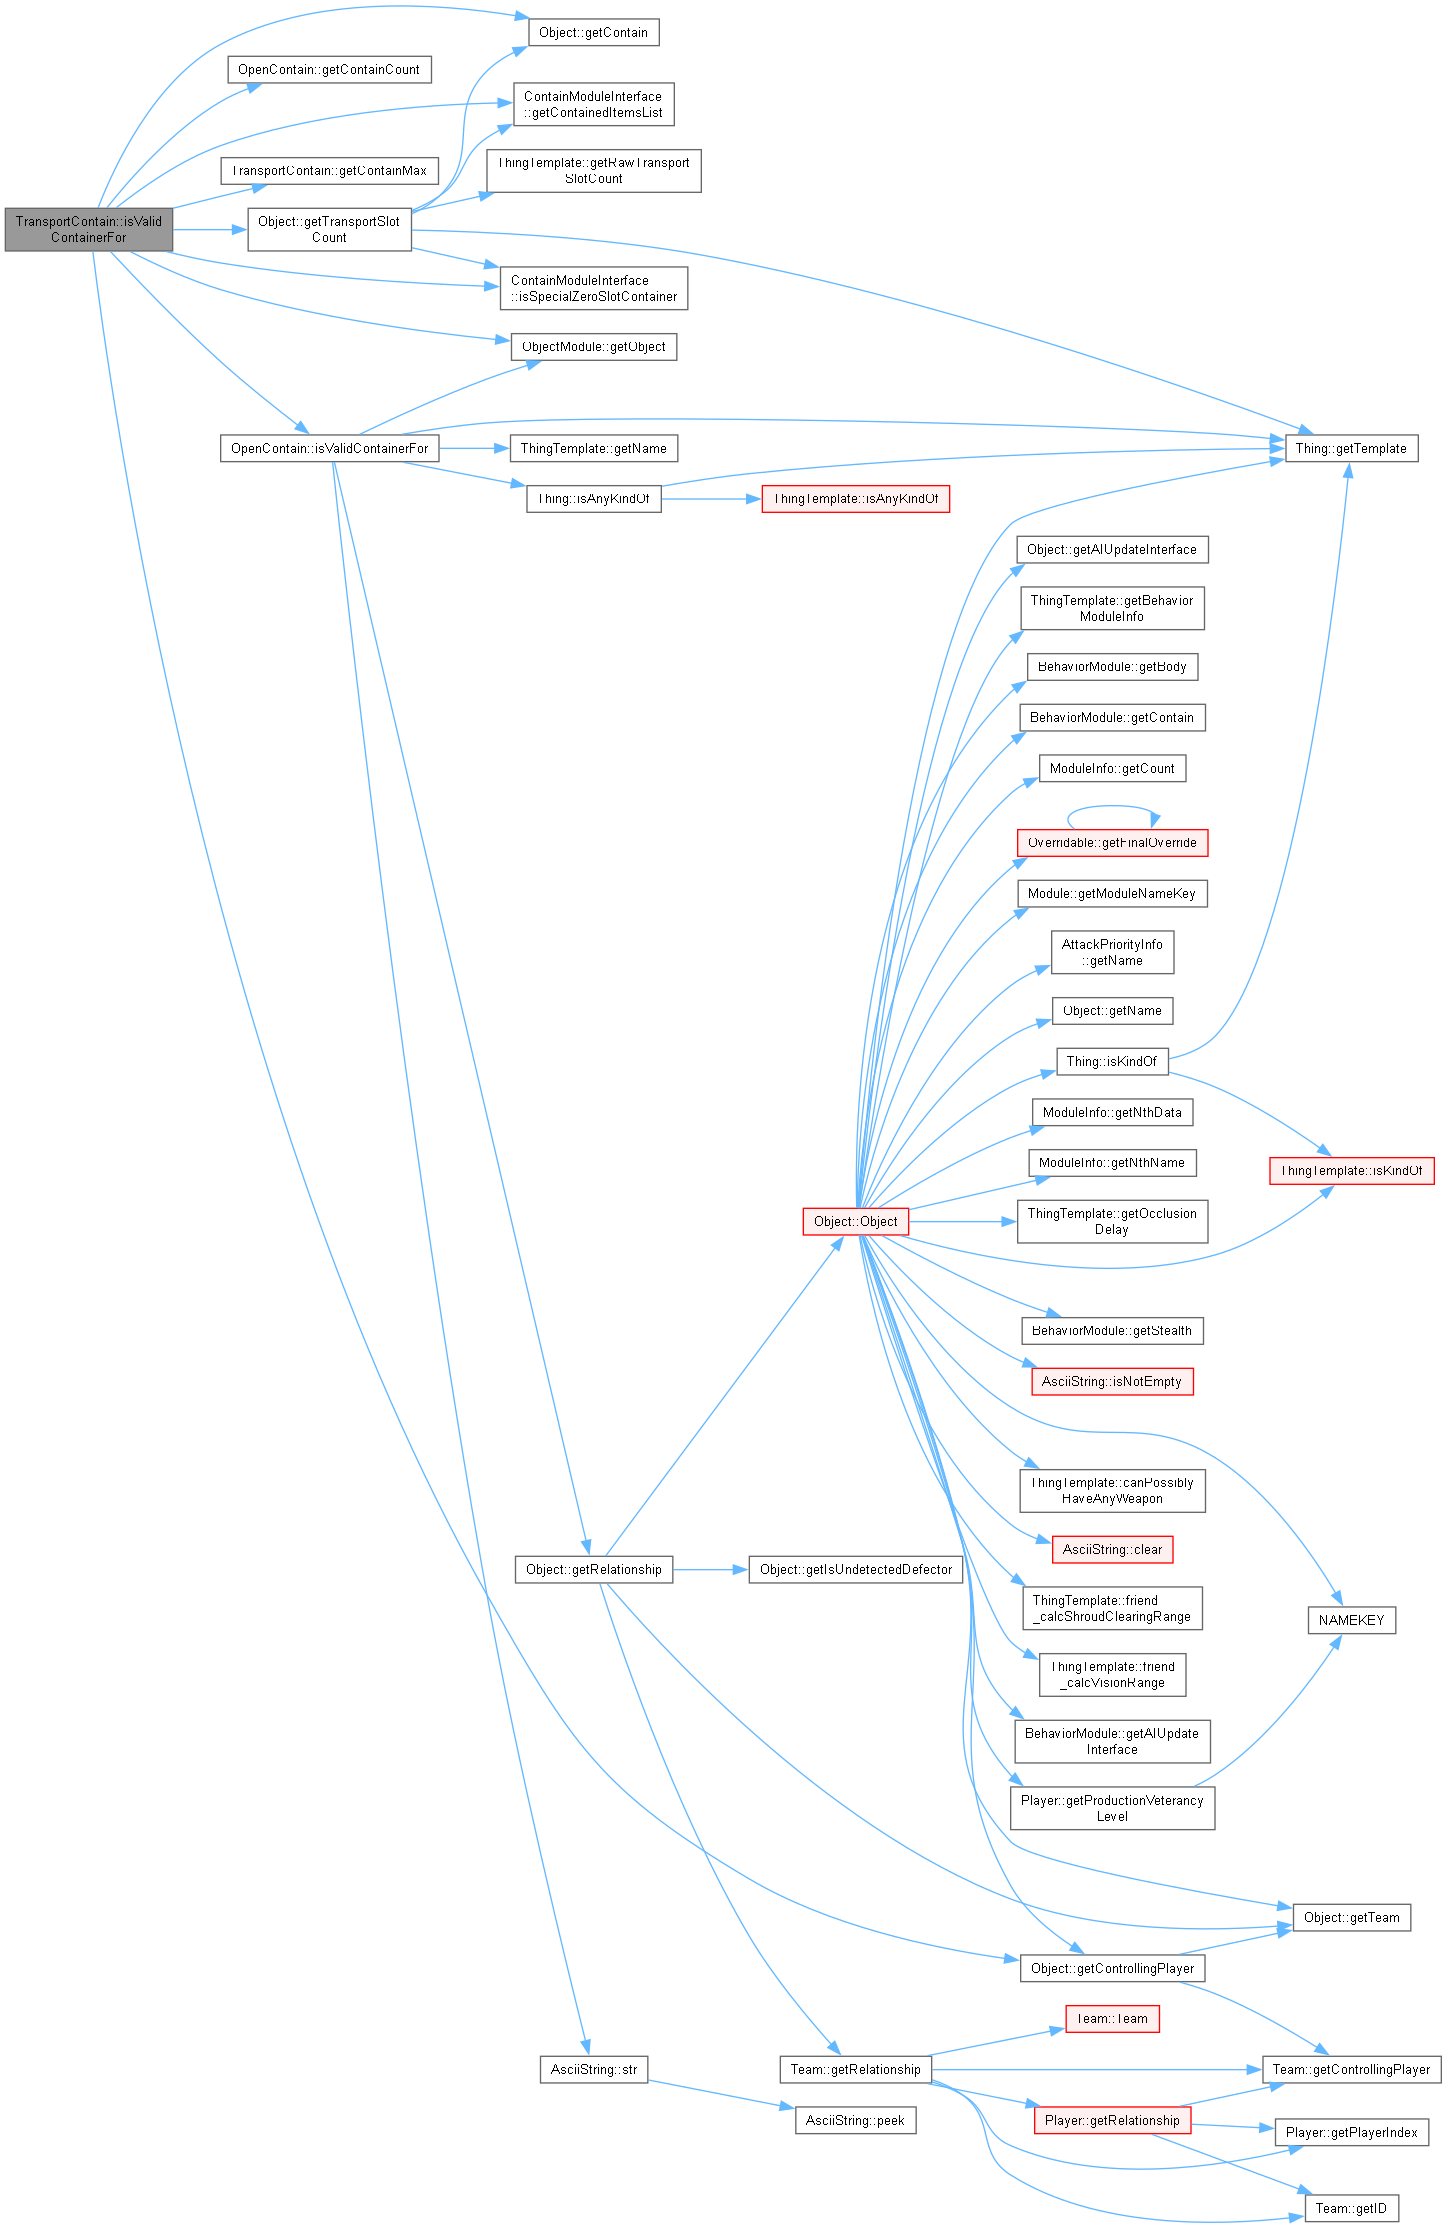 Object::getContain
OpenContain::getContainCount
ContainModuleInterface
::getContainedItemsList
ThingTemplate::getRawTransport
SlotCount
TransportContain::getContainMax
TransportContain::isValid
ContainerFor
Object::getTransportSlot
Count
ContainModuleInterface
::isSpecialZeroSlotContainer
ObjectModule::getObject
OpenContain::isValidContainerFor
ThingTemplate::getName
Thing::getTemplate
Thing::isAnyKindOf
ThingTemplate::isAnyKindOf
Object::getAIUpdateInterface
ThingTemplate::getBehavior
ModuleInfo
BehaviorModule::getBody
BehaviorModule::getContain
ModuleInfo::getCount
Overridable::getFinalOverride
Module::getModuleNameKey
AttackPriorityInfo
::getName
Object::getName
Thing::isKindOf
ModuleInfo::getNthData
ModuleInfo::getNthName
ThingTemplate::isKindOf
Object::Object
ThingTemplate::getOcclusion
Delay
BehaviorModule::getStealth
AsciiString::isNotEmpty
ThingTemplate::canPossibly
HaveAnyWeapon
AsciiString::clear
Object::getRelationship
Object::getIsUndetectedDefector
ThingTemplate::friend
_calcShroudClearingRange
NAMEKEY
ThingTemplate::friend
_calcVisionRange
BehaviorModule::getAIUpdate
Interface
Player::getProductionVeterancy
Level
Object::getTeam
Object::getControllingPlayer
Team::Team
AsciiString::str
Team::getRelationship
Team::getControllingPlayer
AsciiString::peek
Player::getRelationship
Player::getPlayerIndex
Team::getID